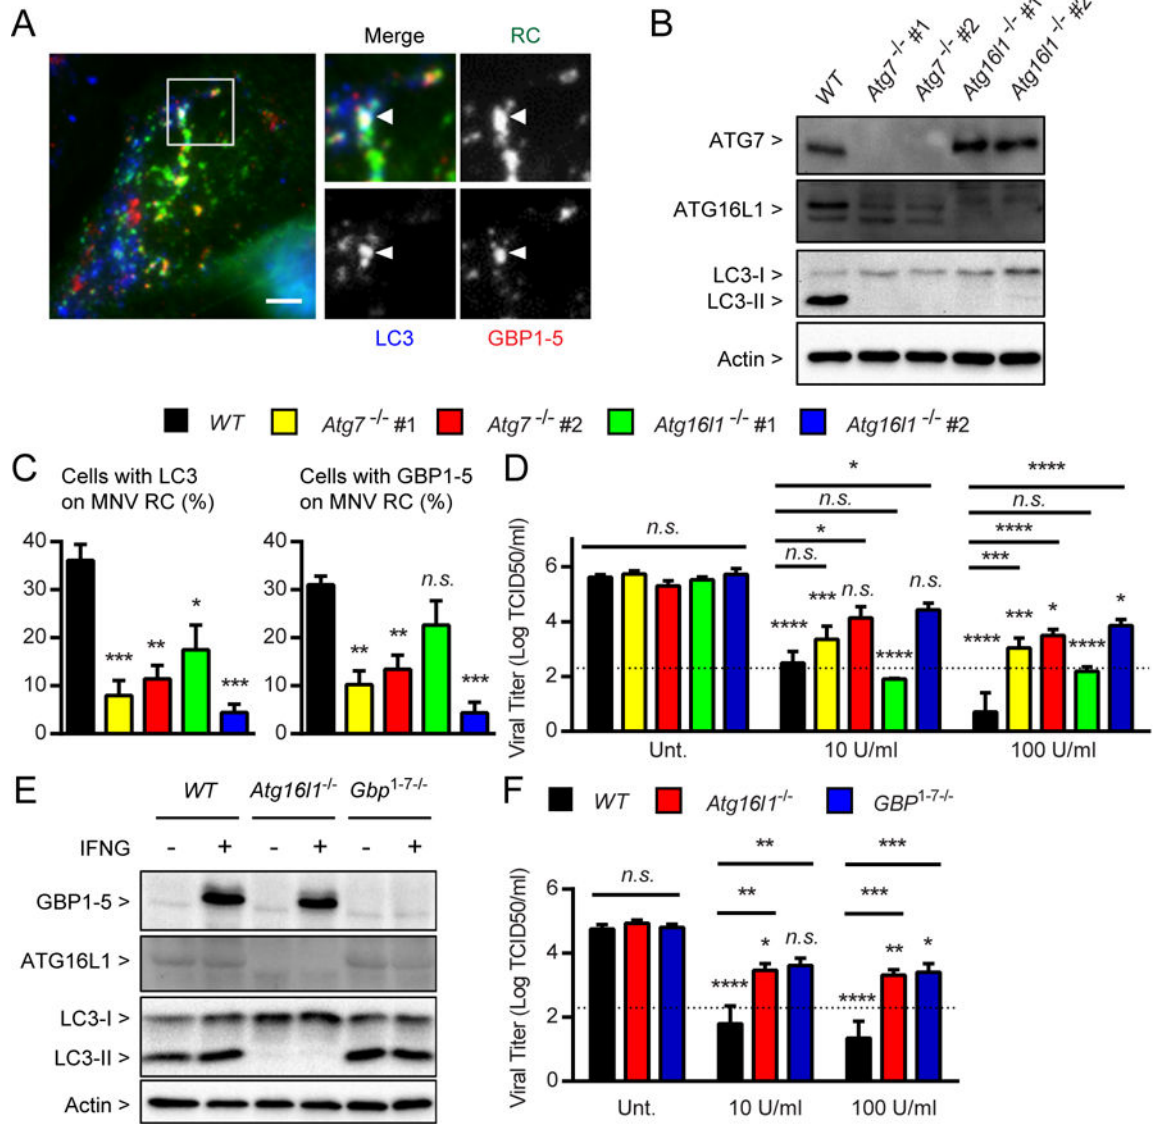 A
Merge
RC
LC3
GBP1-5
B
WT
Atg7 -/- #1
Atg7 -/- #2
Atg16l1 -/- #1
Atg16l1 -/- #2
ATG7 >
ATG16L1 >
LC3-I >
LC3-II >
Actin >
WT Atg7 -/- #1 Atg7 -/- #2 Atg16l1 -/- #1 Atg16l1 -/- #2
C
Cells with LC3
on MNV RC (%)
40
30
20
10
0
*** ** * ***
Cells with GBP1-5
on MNV RC (%)
40
30
20
10
0
** ** n.s. ***
D
Viral Titer (Log TCID50/ml)
6
4
2
0
n.s.
*
n.s.
*
n.s.
**** *** n.s. **** n.s.
****
n.s.
****
***
**** *** * **** *
Unt. 10 U/ml 100 U/ml
E
WT Atg16l1-/- Gbp1-7-/-
IFNG - + - + - +
GBP1-5 >
ATG16L1 >
LC3-I >
LC3-II >
Actin >
F
WT Atg16l1-/- GBP1-7-/-
Viral Titer (Log TCID50/ml)
6
4
2
0
n.s.
**
**
**** * n.s.
***
***
**** ** *
Unt. 10 U/ml 100 U/ml